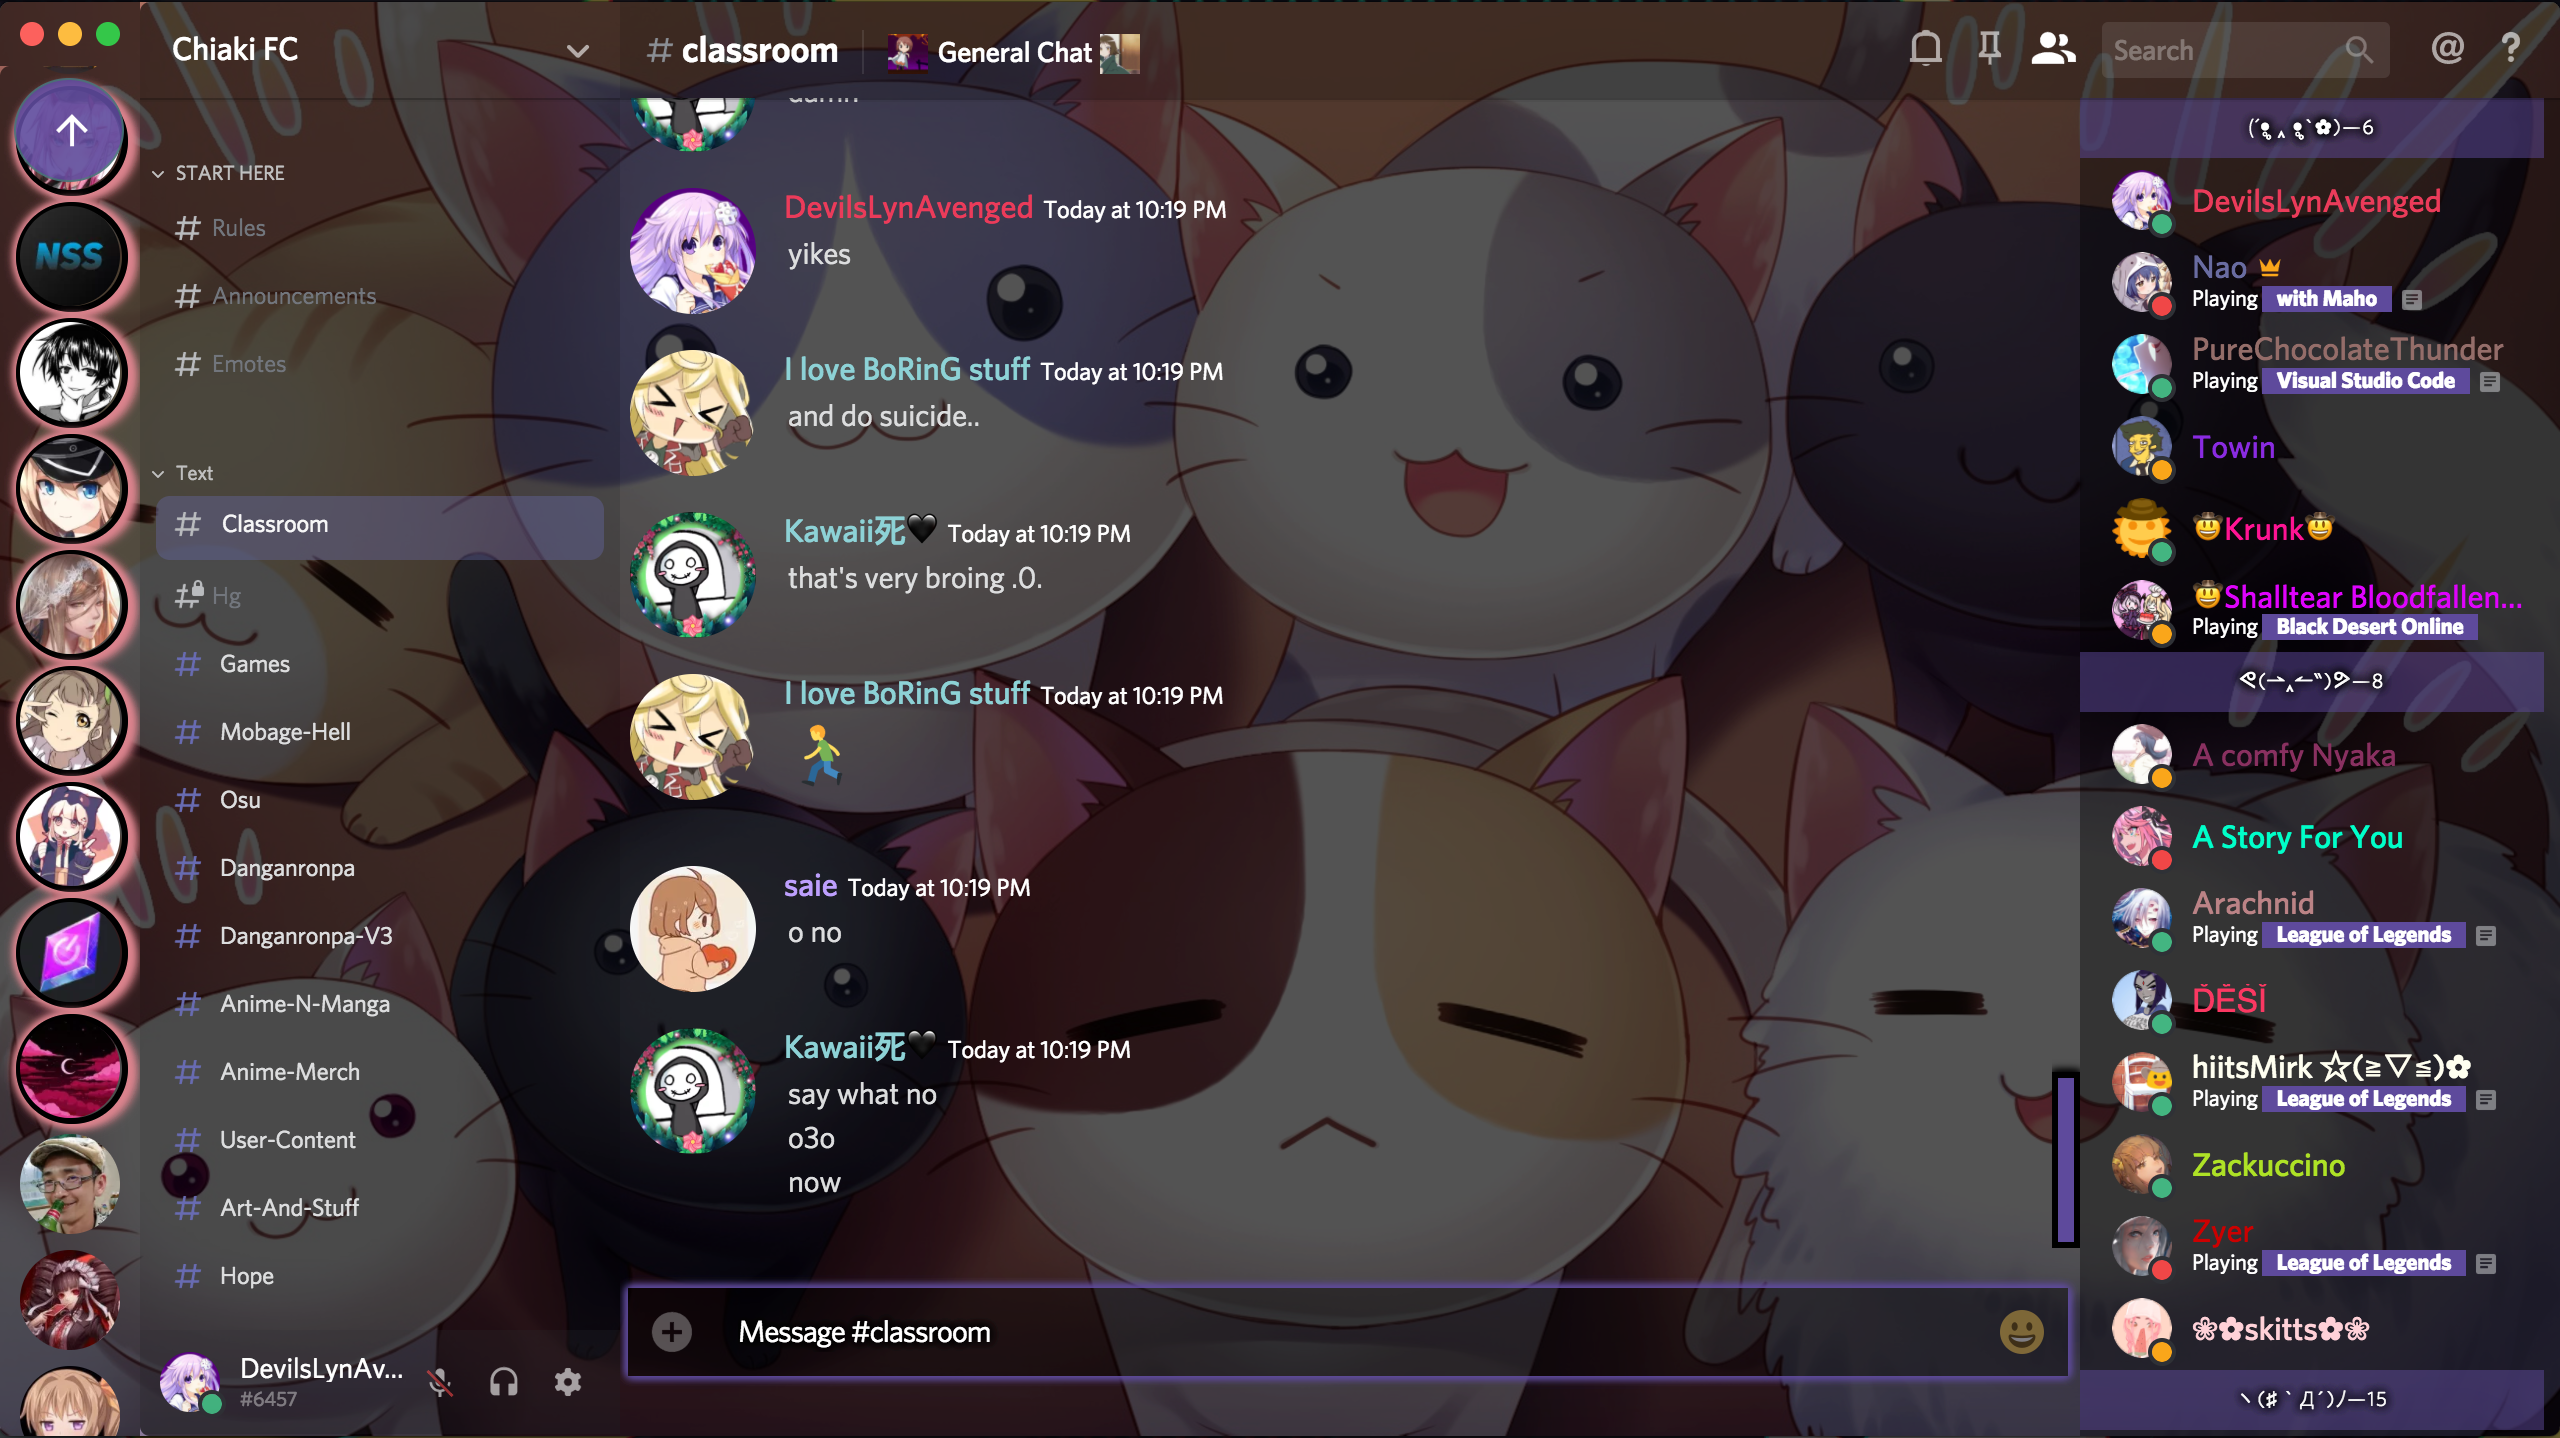 Chiaki FC
# classroom
General Chat
Search
@
?
NSS
START HERE
# Rules
# Announcements
# Emotes
Text
# Classroom
# Hg
# Games
# Mobage-Hell
# Osu
# Danganronpa
# Danganronpa-V3
# Anime-N-Manga
# Anime-Merch
# User-Content
# Art-And-Stuff
# Hope
DevilsLynAv...
#6457
DevilsLynAvenged Today at 10:19 PM
yikes
I love BoRinG stuff Today at 10:19 PM
and do suicide..
Kawaii死🖤 Today at 10:19 PM
that's very broing .0.
I love BoRinG stuff Today at 10:19 PM
🏃
saie Today at 10:19 PM
o no
Kawaii死🖤 Today at 10:19 PM
say what no
o3o
now
Message #classroom
—6
DevilsLynAvenged
Nao
Playing with Maho
PureChocolateThunder
Playing Visual Studio Code
Towin
🤠Krunk🤠
🤠Shalltear Bloodfallen...
Playing Black Desert Online
—8
A comfy Nyaka
A Story For You
Arachnid
Playing League of Legends
ĎĚŠĬ
hiitsMirk ☆(≧▽≦)✿
Playing League of Legends
Zackuccino
Zyer
Playing League of Legends
❀✿skitts✿❀
ヽ(♯｀Д´)ﾉ—15